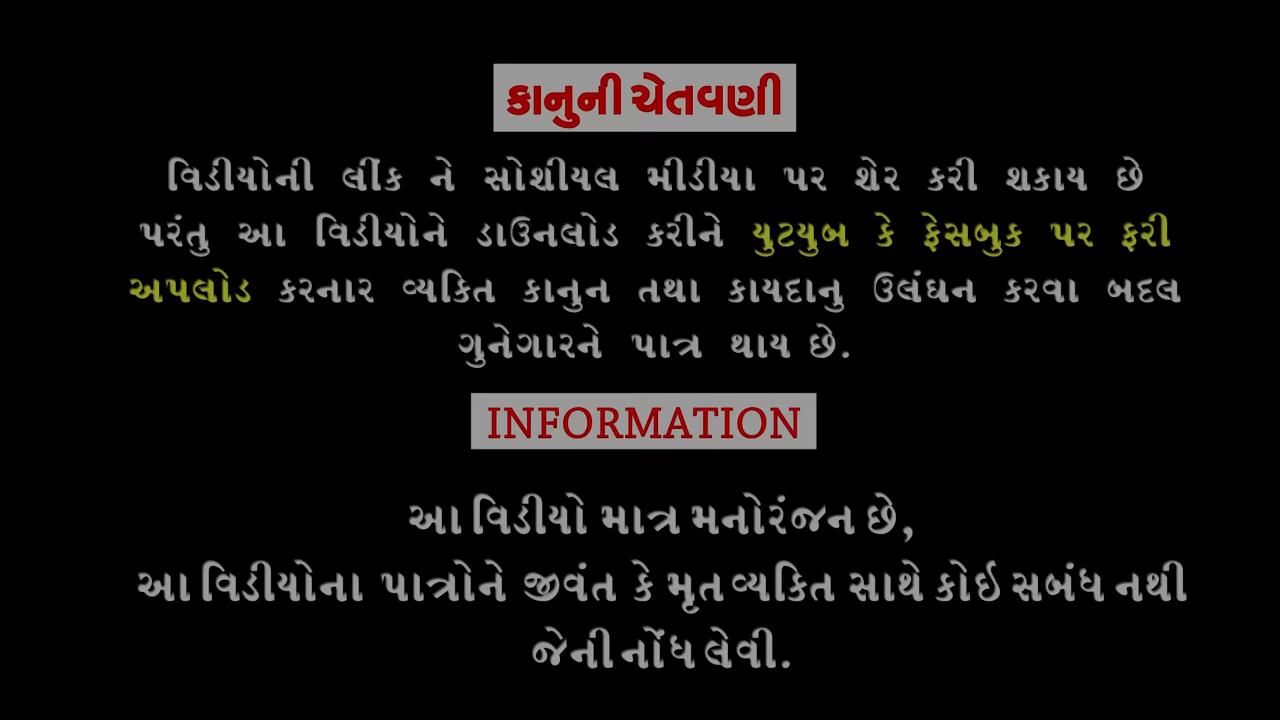 કાનુની ચેતવણી
વિડીયોની લીંક ને સોશીયલ મીડીયા પર શેર કરી શકાય છે
પરંતુ આ વિડીયોને ડાઉનલોડ કરીને યુટયુબ કે ફેસબુક પર ફરી
અપલોડ કરનાર વ્યકિત કાનુન તથા કાયદાનુ ઉલંઘન કરવા બદલ
ગુનેગારને પાત્ર થાય છે.
INFORMATION
આ વિડીયો માત્ર મનોરંજન છે,
આ વિડીયોના પાત્રોને જીવંત કે મૃત વ્યકિત સાથે કોઇ સબંધ નથી
જેની નોંધ લેવી.